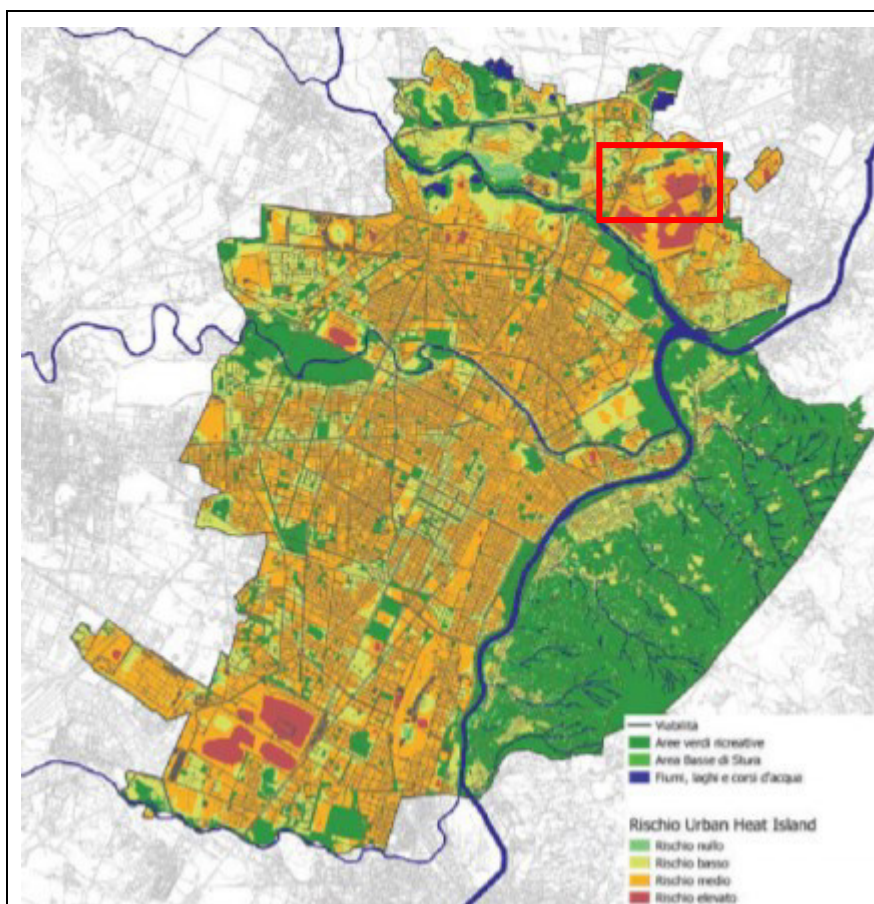 Viabilità
Aree verdi ricreative
Area Basse di Stura
Fiumi, laghi e corsi d'acqua
Rischio Urban Heat Island
Rischio nullo
Rischio basso
Rischio medio
Rischio elevato